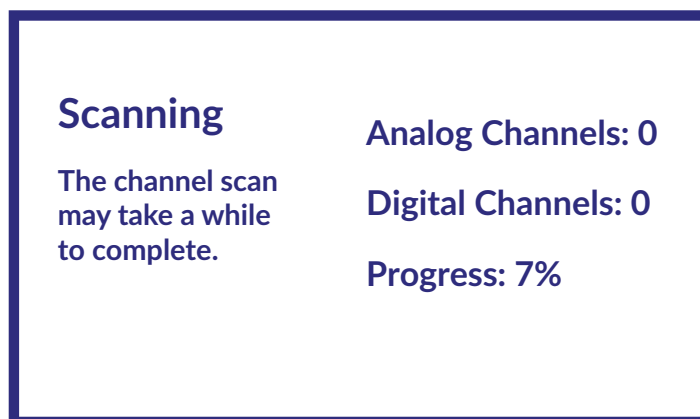 Scanning
The channel scan
may take a while
to complete.
Analog Channels: 0
Digital Channels: 0
Progress: 7%